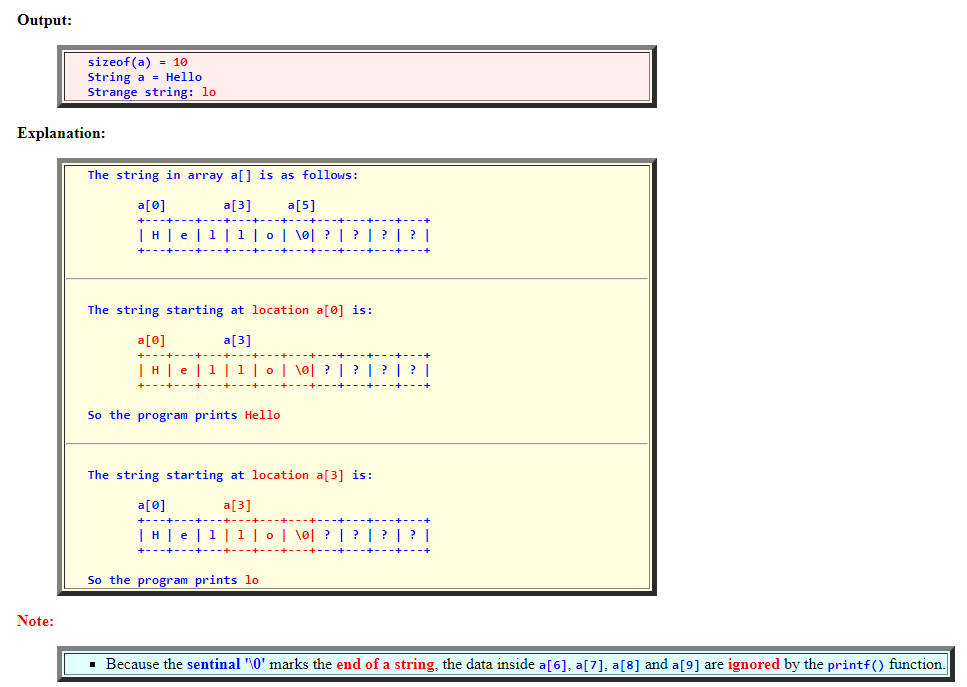 Output:
sizeof(a) = 10
String a = Hello
Strange string: lo
Explanation:
The string in array a[] is as follows:
a[0]        a[3]     a[5]
+---+---+---+---+---+---+---+---+---+---+
| H | e | l | l | o | \0| ? | ? | ? | ? |
+---+---+---+---+---+---+---+---+---+---+
The string starting at location a[0] is:
a[0]        a[3]
+---+---+---+---+---+---+---+---+---+---+
| H | e | l | l | o | \0| ? | ? | ? | ? |
+---+---+---+---+---+---+---+---+---+---+
So the program prints Hello
The string starting at location a[3] is:
a[0]        a[3]
+---+---+---+---+---+---+---+---+---+---+
| H | e | l | l | o | \0| ? | ? | ? | ? |
+---+---+---+---+---+---+---+---+---+---+
So the program prints lo
Note:
▪ Because the sentinal '\0' marks the end of a string, the data inside a[6], a[7], a[8] and a[9] are ignored by the printf() function.